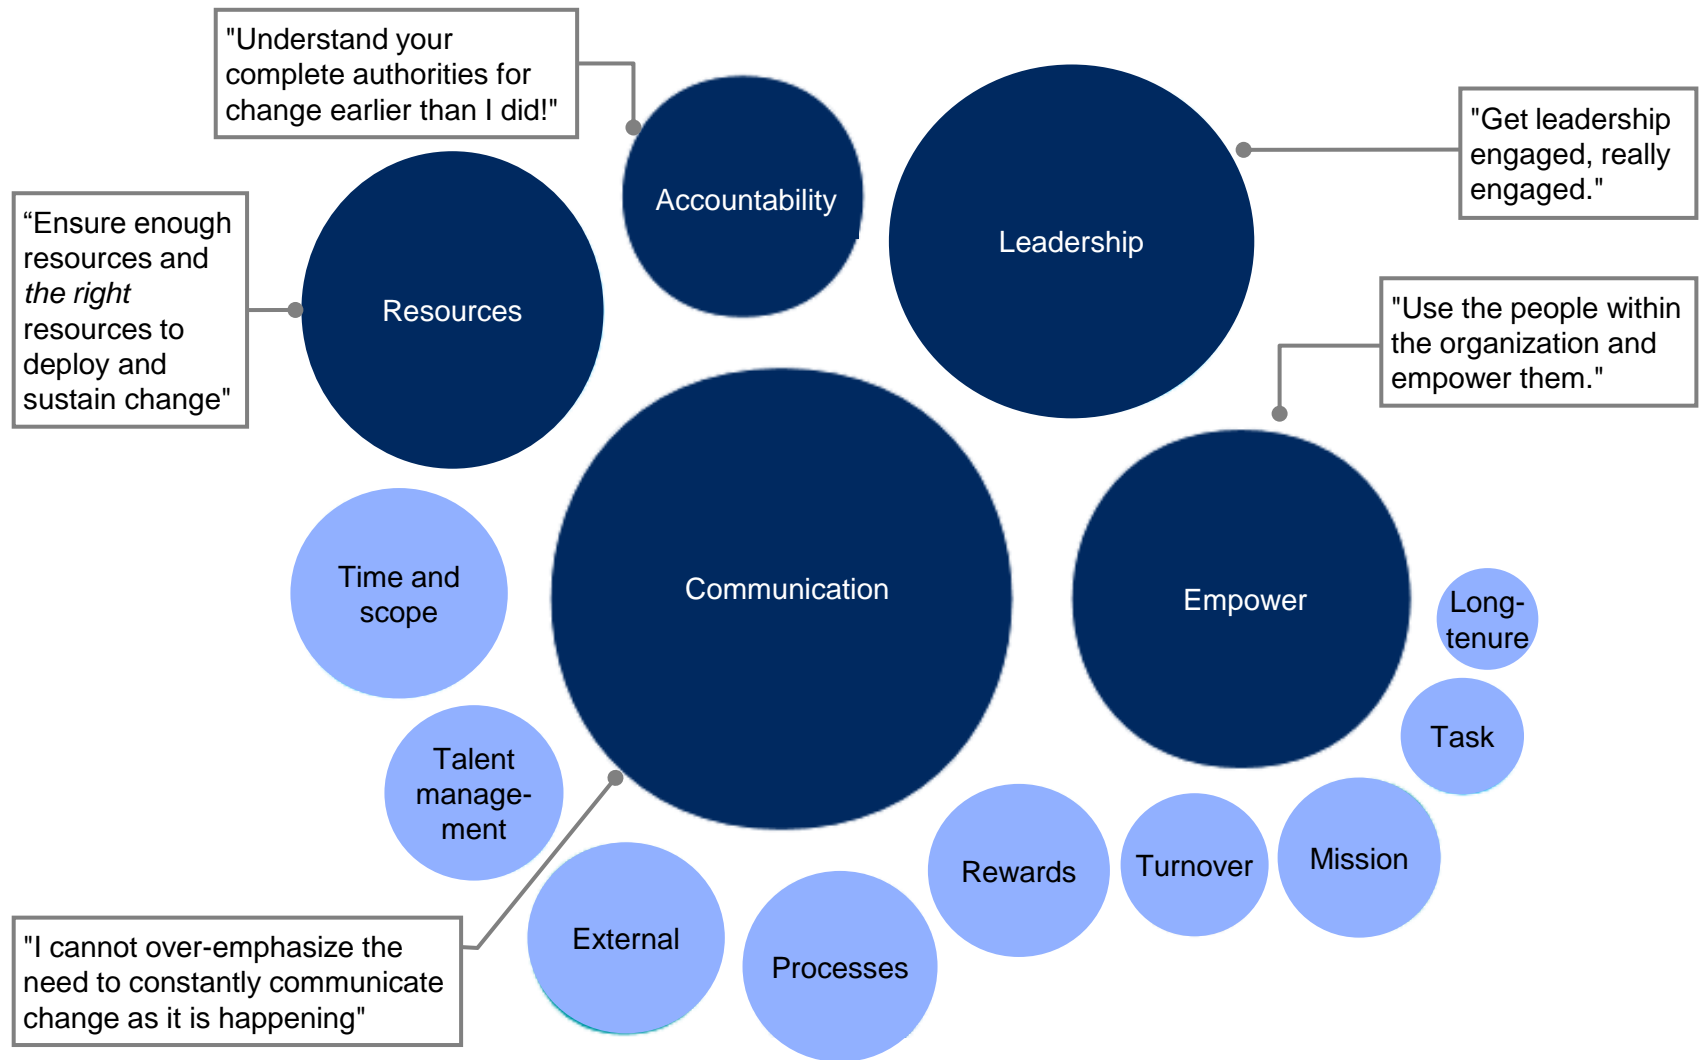 "Understand your
complete authorities for
change earlier than I did!"
Accountability
Leadership
"Get leadership
engaged, really
engaged."
“Ensure enough
resources and
the right
resources to
deploy and
sustain change"
Resources
"Use the people within
the organization and
empower them."
Communication
Empower
Time and
scope
Long-
tenure
Task
Talent
manage-
ment
Rewards
Turnover
Mission
External
Processes
"I cannot over-emphasize the
need to constantly communicate
change as it is happening"